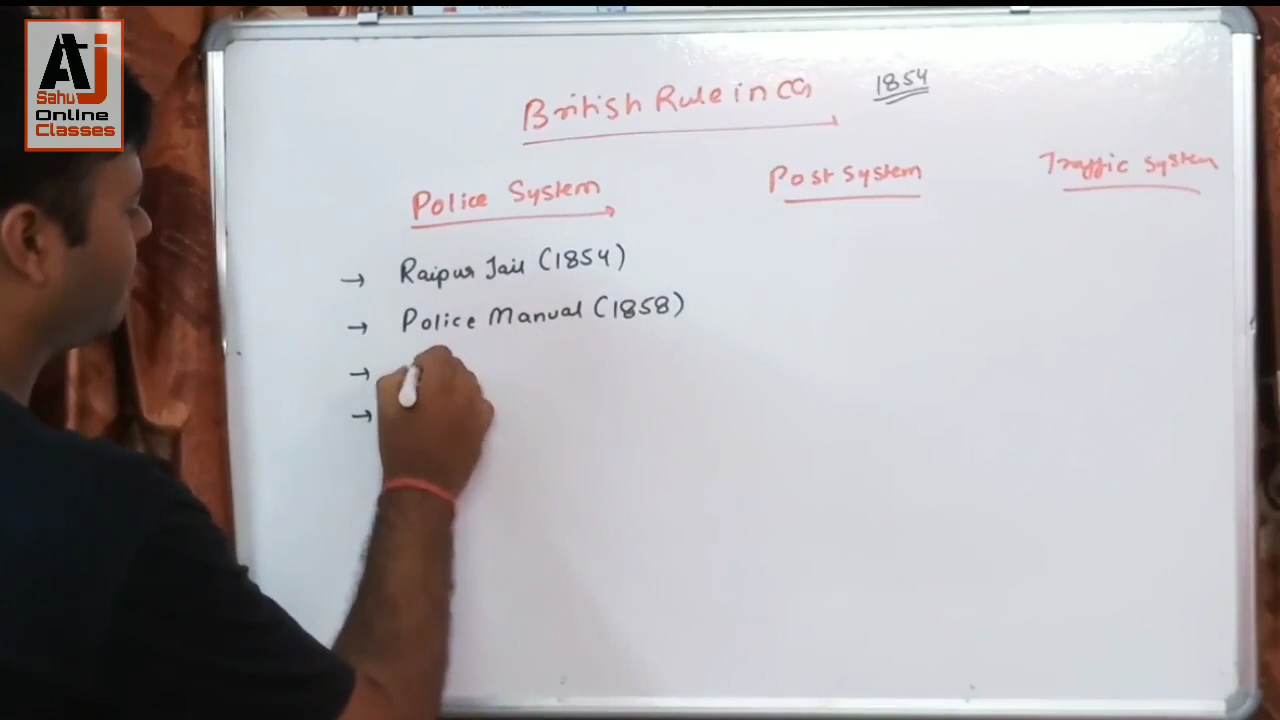 AJ
Sahu
Online
Classes
British Rule in CG 1854
Police System Post System Traffic System
→ Raipur Jail (1854)
→ Police Manual (1858)
→
→